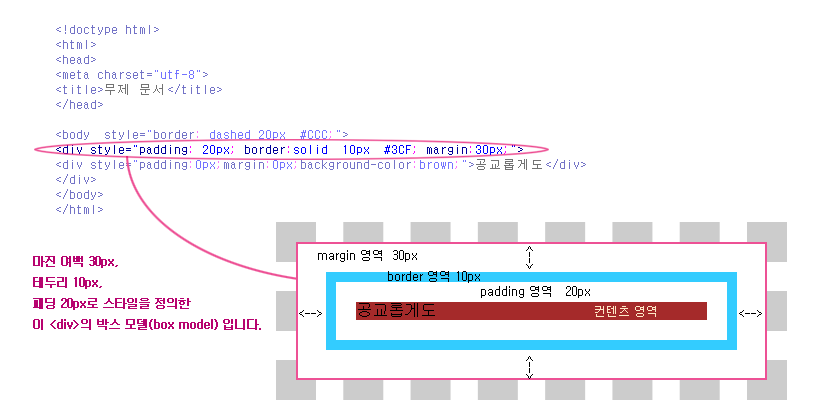 <!doctype html>
<html>
<head>
<meta charset="utf-8">
<title>무제 문서</title>
</head>
<body  style="border: dashed 20px  #CCC;">
<div style="padding: 20px; border:solid  10px  #3CF; margin:30px;">
<div style="padding:0px;margin:0px;background-color:brown;">공교롭게도</div>
</div>
</body>
</html>
마진 여백 30px,
테두리 10px,
패딩 20px로 스타일을 정의한
이 <div>의 박스 모델(box model) 입니다.
margin 영역  30px
border 영역 10px
padding 영역  20px
공교롭게도
컨텐츠 영역